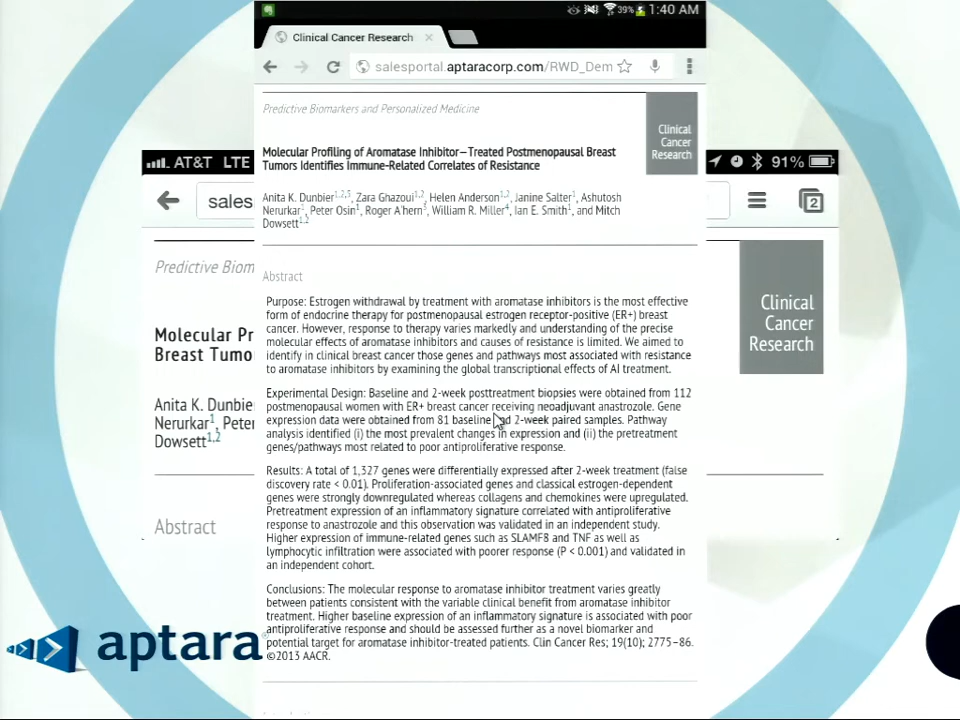 39% 1:40 AM
Clinical Cancer Research ×
salesportal.aptaracorp.com/RWD_Dem
Predictive Biomarkers and Personalized Medicine
Clinical
Cancer
Research
Molecular Profiling of Aromatase Inhibitor—Treated Postmenopausal Breast
Tumors Identifies Immune-Related Correlates of Resistance
Anita K. Dunbier1,2,5, Zara Ghazoui1,2, Helen Anderson1,2, Janine Salter1, Ashutosh
Nerurkar1, Peter Osin1, Roger A'hern3, William R. Miller4, Ian E. Smith1, and Mitch
Dowsett1,2
Abstract
Purpose: Estrogen withdrawal by treatment with aromatase inhibitors is the most effective
form of endocrine therapy for postmenopausal estrogen receptor-positive (ER+) breast
cancer. However, response to therapy varies markedly and understanding of the precise
molecular effects of aromatase inhibitors and causes of resistance is limited. We aimed to
identify in clinical breast cancer those genes and pathways most associated with resistance
to aromatase inhibitors by examining the global transcriptional effects of AI treatment.
Experimental Design: Baseline and 2-week posttreatment biopsies were obtained from 112
postmenopausal women with ER+ breast cancer receiving neoadjuvant anastrozole. Gene
expression data were obtained from 81 baseline and 2-week paired samples. Pathway
analysis identified (i) the most prevalent changes in expression and (ii) the pretreatment
genes/pathways most related to poor antiproliferative response.
Results: A total of 1,327 genes were differentially expressed after 2-week treatment (false
discovery rate < 0.01). Proliferation-associated genes and classical estrogen-dependent
genes were strongly downregulated whereas collagens and chemokines were upregulated.
Pretreatment expression of an inflammatory signature correlated with antiproliferative
response to anastrozole and this observation was validated in an independent study.
Higher expression of immune-related genes such as SLAMF8 and TNF as well as
lymphocytic infiltration were associated with poorer response (P < 0.001) and validated in
an independent cohort.
Conclusions: The molecular response to aromatase inhibitor treatment varies greatly
between patients consistent with the variable clinical benefit from aromatase inhibitor
treatment. Higher baseline expression of an inflammatory signature is associated with poor
antiproliferative response and should be assessed further as a novel biomarker and
potential target for aromatase inhibitor-treated patients. Clin Cancer Res; 19(10); 2775–86.
©2013 AACR.
AT&T LTE
91%
sales
2
Predictive Biom
Clinical
Cancer
Research
Molecular Pr
Breast Tumo
Anita K. Dunbie
Nerurkar1, Peter
Dowsett1,2
Abstract
aptara